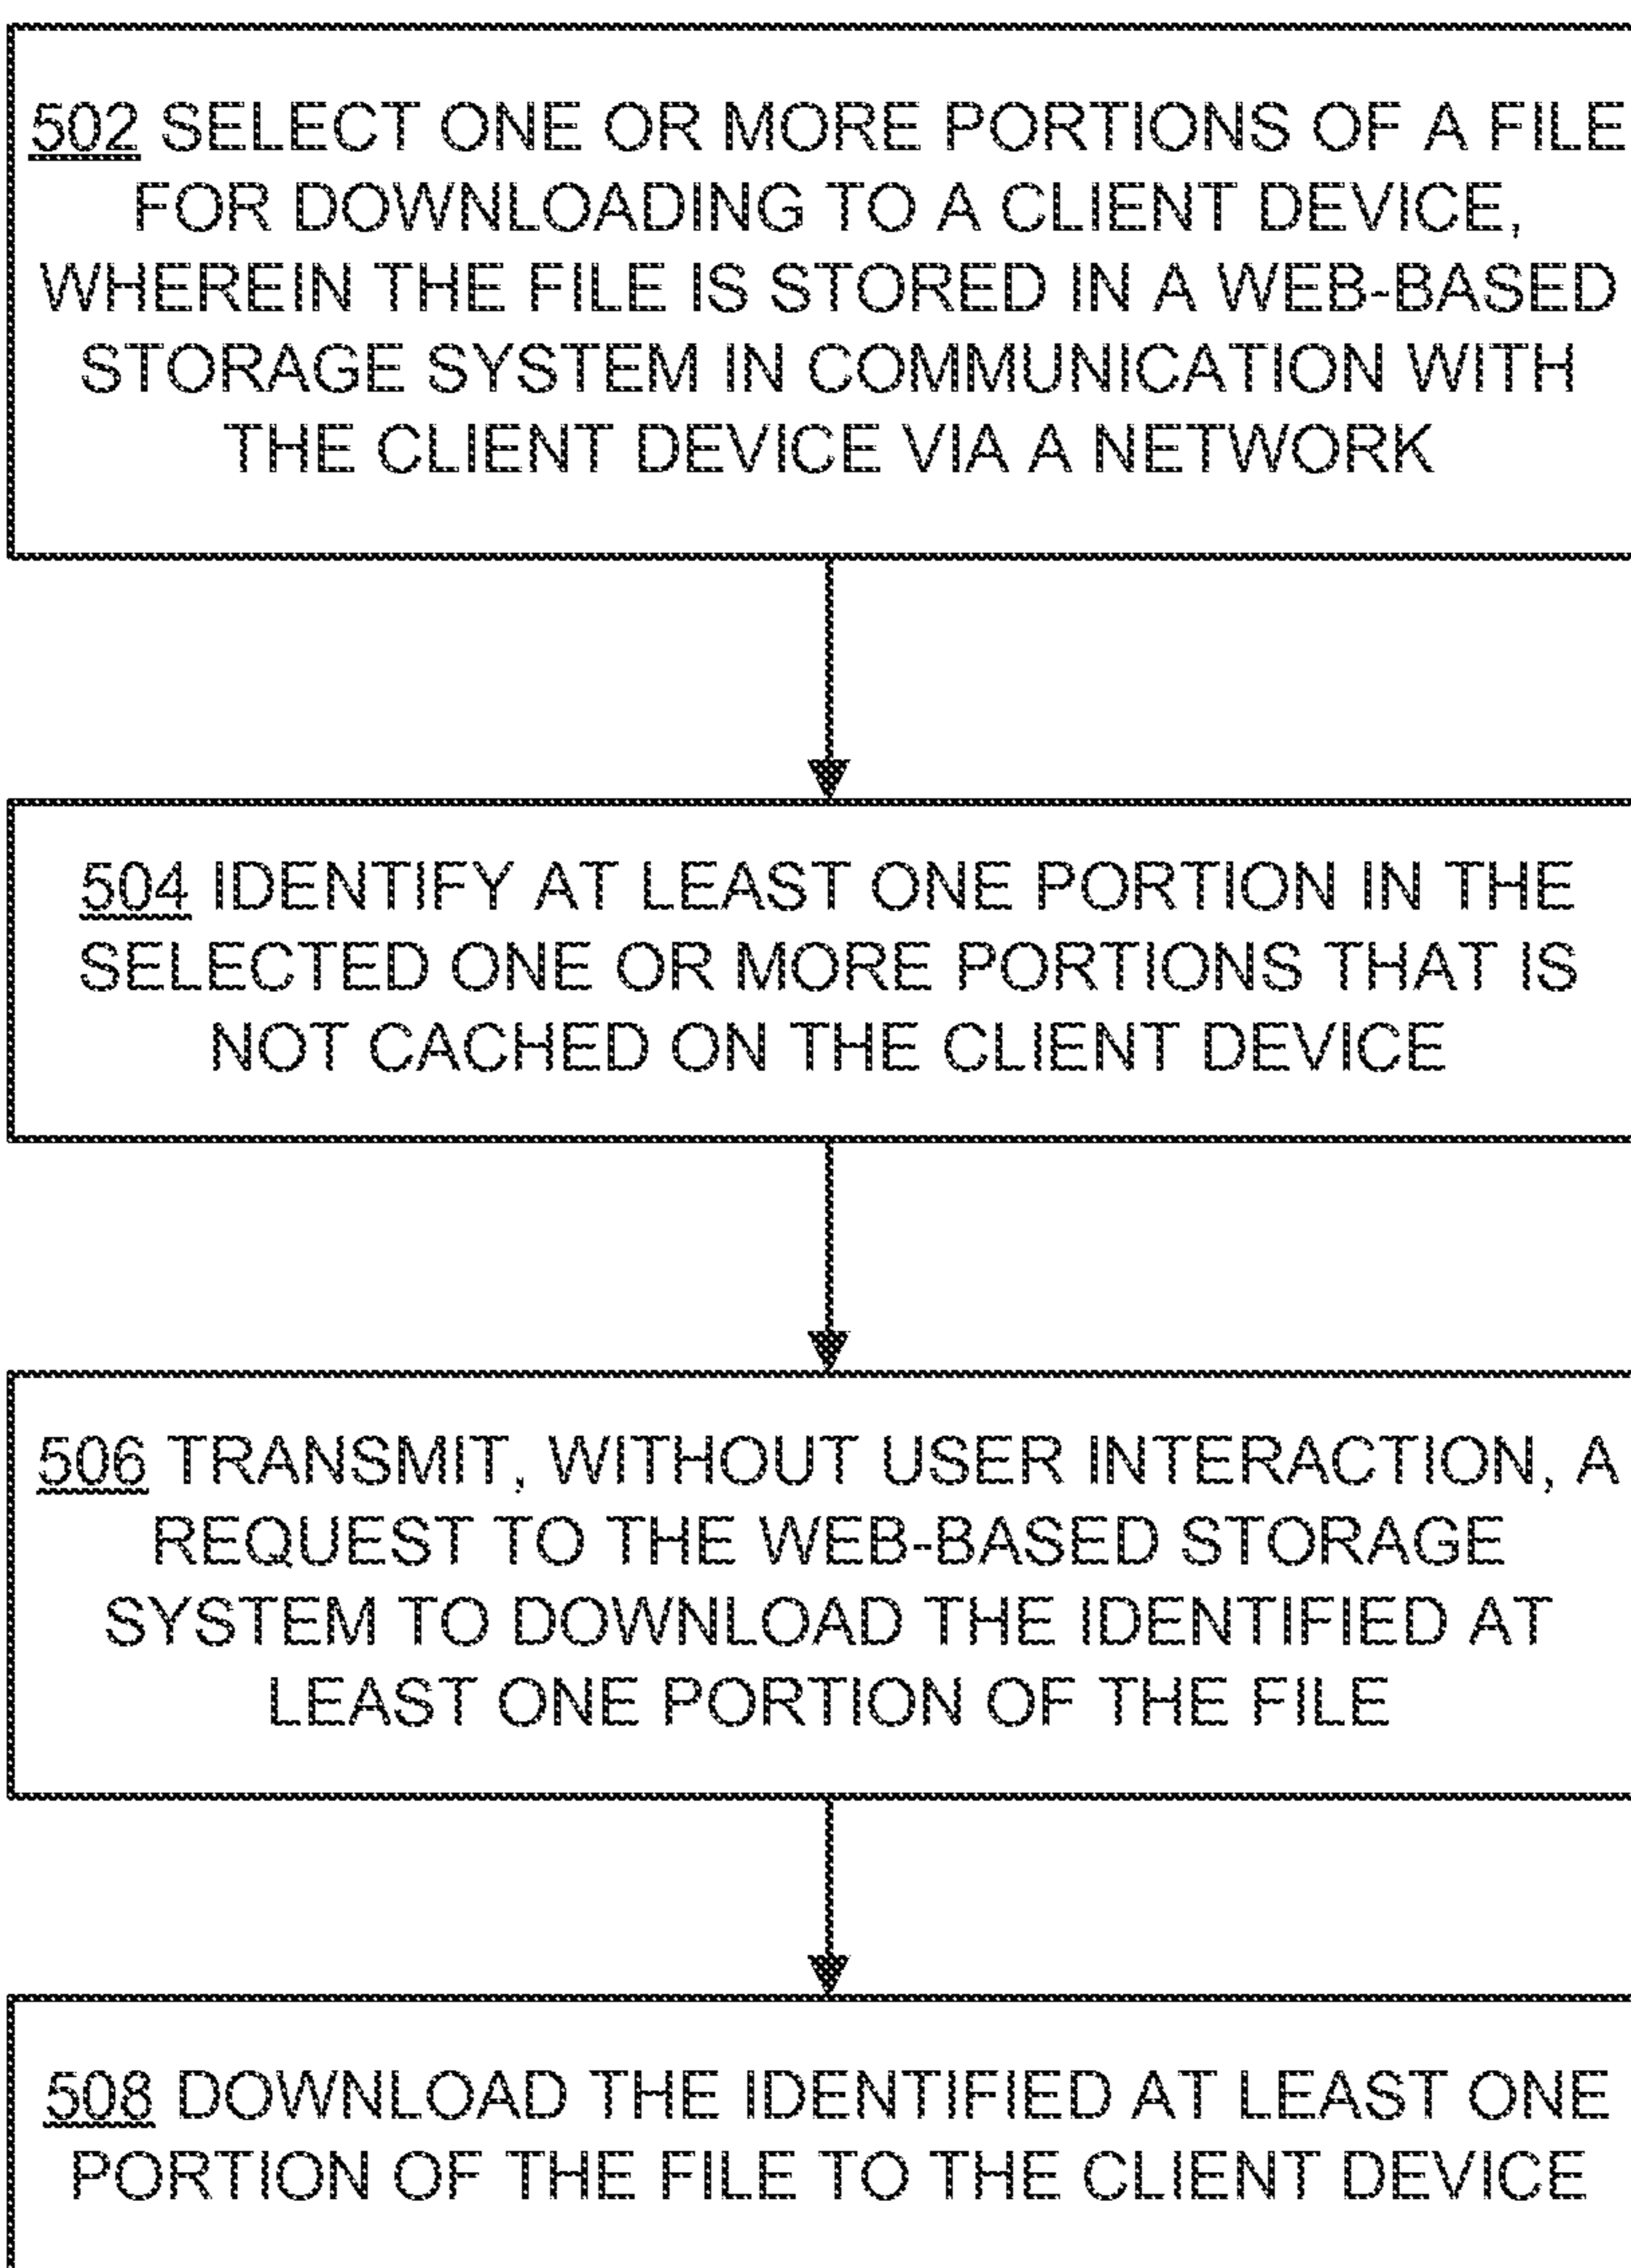 502 SELECT ONE OR MORE PORTIONS OF A FILE
FOR DOWNLOADING TO A CLIENT DEVICE,
WHEREIN THE FILE IS STORED IN A WEB-BASED
STORAGE SYSTEM IN COMMUNICATION WITH
THE CLIENT DEVICE VIA A NETWORK
504 IDENTIFY AT LEAST ONE PORTION IN THE
SELECTED ONE OR MORE PORTIONS THAT IS
NOT CACHED ON THE CLIENT DEVICE
506 TRANSMIT, WITHOUT USER INTERACTION, A
REQUEST TO THE WEB-BASED STORAGE
SYSTEM TO DOWNLOAD THE IDENTIFIED AT
LEAST ONE PORTION OF THE FILE
508 DOWNLOAD THE IDENTIFIED AT LEAST ONE
PORTION OF THE FILE TO THE CLIENT DEVICE